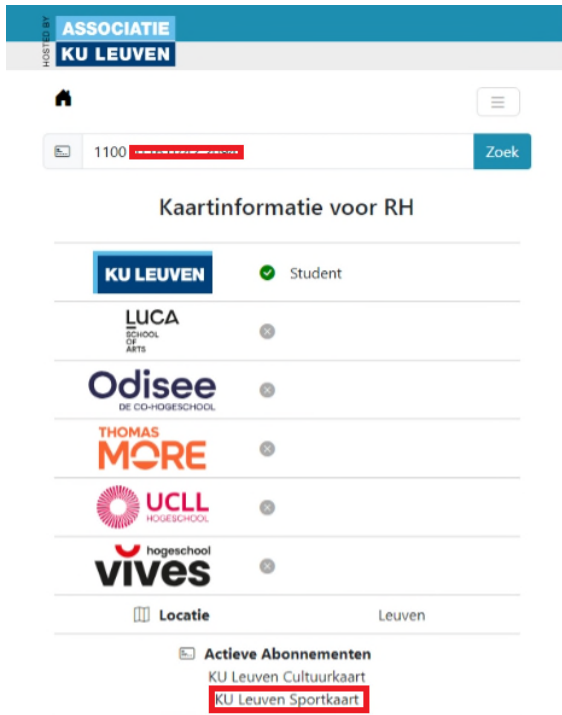 HOSTED BY
ASSOCIATIE
KU LEUVEN
1100
Zoek
Kaartinformatie voor RH
KU LEUVEN
Student
LUCA
SCHOOL
OF
ARTS
Odisee
DE CO-HOGESCHOOL
THOMAS
MORE
UCLL
HOGESCHOOL
hogeschool
vives
Locatie
Leuven
Actieve Abonnementen
KU Leuven Cultuurkaart
KU Leuven Sportkaart